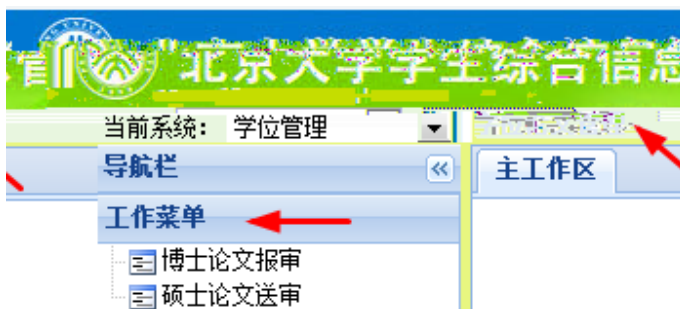 北京大学学生综合信息
当前系统： 学位管理
导航栏
主工作区
工作菜单
博士论文报审
硕士论文送审